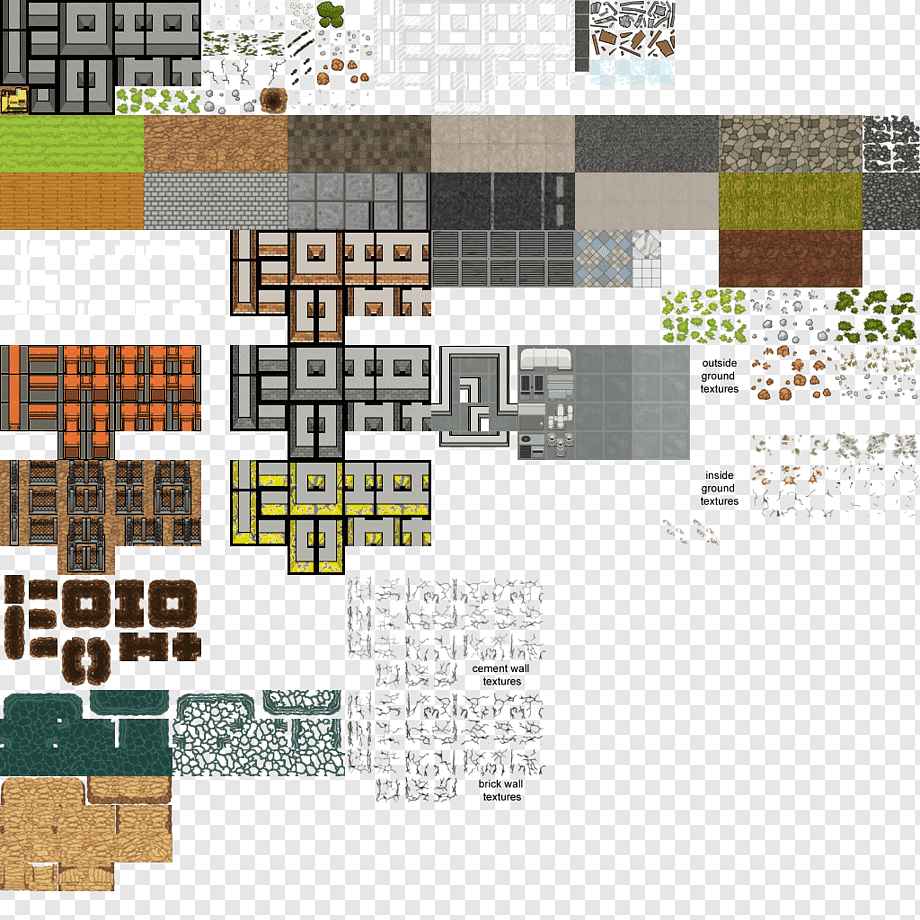 outside
ground
textures
inside
ground
textures
cement wall
textures
brick wall
textures